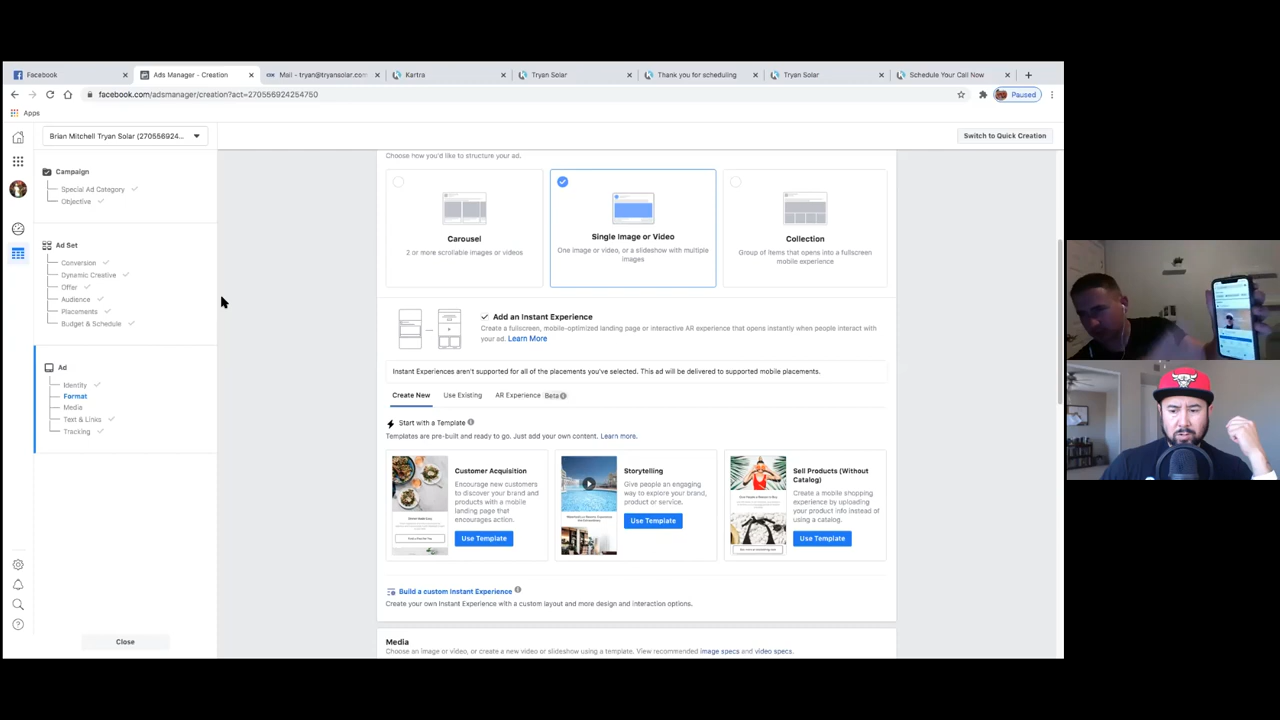 Facebook
Ads Manager - Creation
Mail - tryan@tryansolar.com
Kartra
Tryan Solar
Thank you for scheduling
Tryan Solar
Schedule Your Call Now
facebook.com/adsmanager/creation?act=270556924254750
Paused
Apps
Brian Mitchell Tryan Solar (270556924...
Switch to Quick Creation
Campaign
Special Ad Category
Objective
Ad Set
Conversion
Dynamic Creative
Offer
Audience
Placements
Budget & Schedule
Ad
Identity
Format
Media
Text & Links
Tracking
Close
Choose how you'd like to structure your ad.
Carousel
2 or more scrollable images or videos
Single Image or Video
One image or video, or a slideshow with multiple
images
Collection
Group of items that opens into a fullscreen
mobile experience
Add an Instant Experience
Create a fullscreen, mobile-optimized landing page or interactive AR experience that opens instantly when people interact with
your ad. Learn More
Instant Experiences aren't supported for all of the placements you've selected. This ad will be delivered to supported mobile placements.
Create New
Use Existing
AR Experience Beta
Start with a Template
Templates are pre-built and ready to go. Just add your own content. Learn more.
Customer Acquisition
Encourage new customers
to discover your brand and
products with a mobile
landing page that
encourages action.
Use Template
Storytelling
Give people an engaging
way to explore your brand,
product or service.
Use Template
Sell Products (Without
Catalog)
Create a mobile shopping
experience by uploading
your product info instead of
using a catalog.
Use Template
Build a custom Instant Experience
Create your own Instant Experience with a custom layout and more design and interaction options.
Media
Choose an image or video, or create a new video or slideshow using a template. View recommended image specs and video specs.